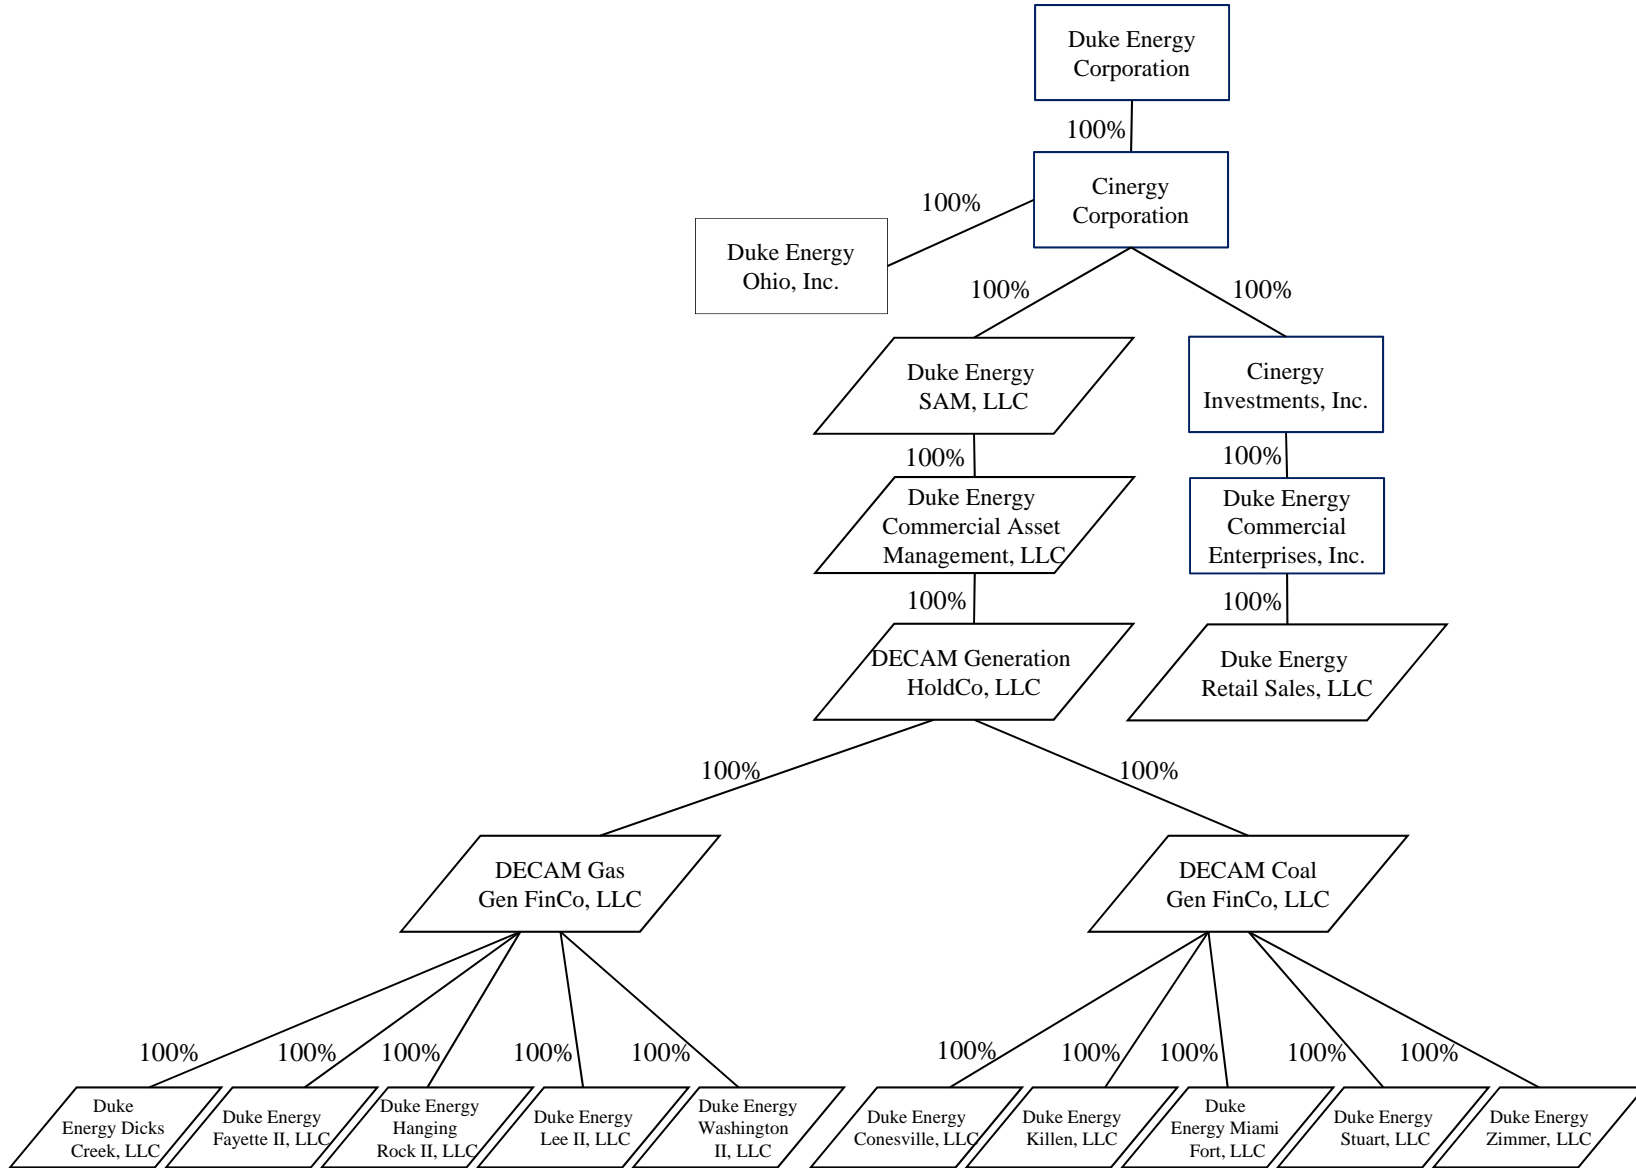 Duke Energy
Corporation
100%
Cinergy
Corporation
100%
Duke Energy
Ohio, Inc.
100%
100%
Duke Energy
SAM, LLC
Cinergy
Investments, Inc.
100%
100%
Duke Energy
Commercial Asset
Management, LLC
Duke Energy
Commercial
Enterprises, Inc.
100%
100%
DECAM Generation
HoldCo, LLC
Duke Energy
Retail Sales, LLC
100%
100%
DECAM Gas
Gen FinCo, LLC
DECAM Coal
Gen FinCo, LLC
100%
100%
100%
100%
100%
100%
100%
100%
100%
100%
Duke
Energy Dicks
Creek, LLC
Duke Energy
Fayette II, LLC
Duke Energy
Hanging
Rock II, LLC
Duke Energy
Lee II, LLC
Duke Energy
Washington
II, LLC
Duke Energy
Conesville, LLC
Duke Energy
Killen, LLC
Duke
Energy Miami
Fort, LLC
Duke Energy
Stuart, LLC
Duke Energy
Zimmer, LLC